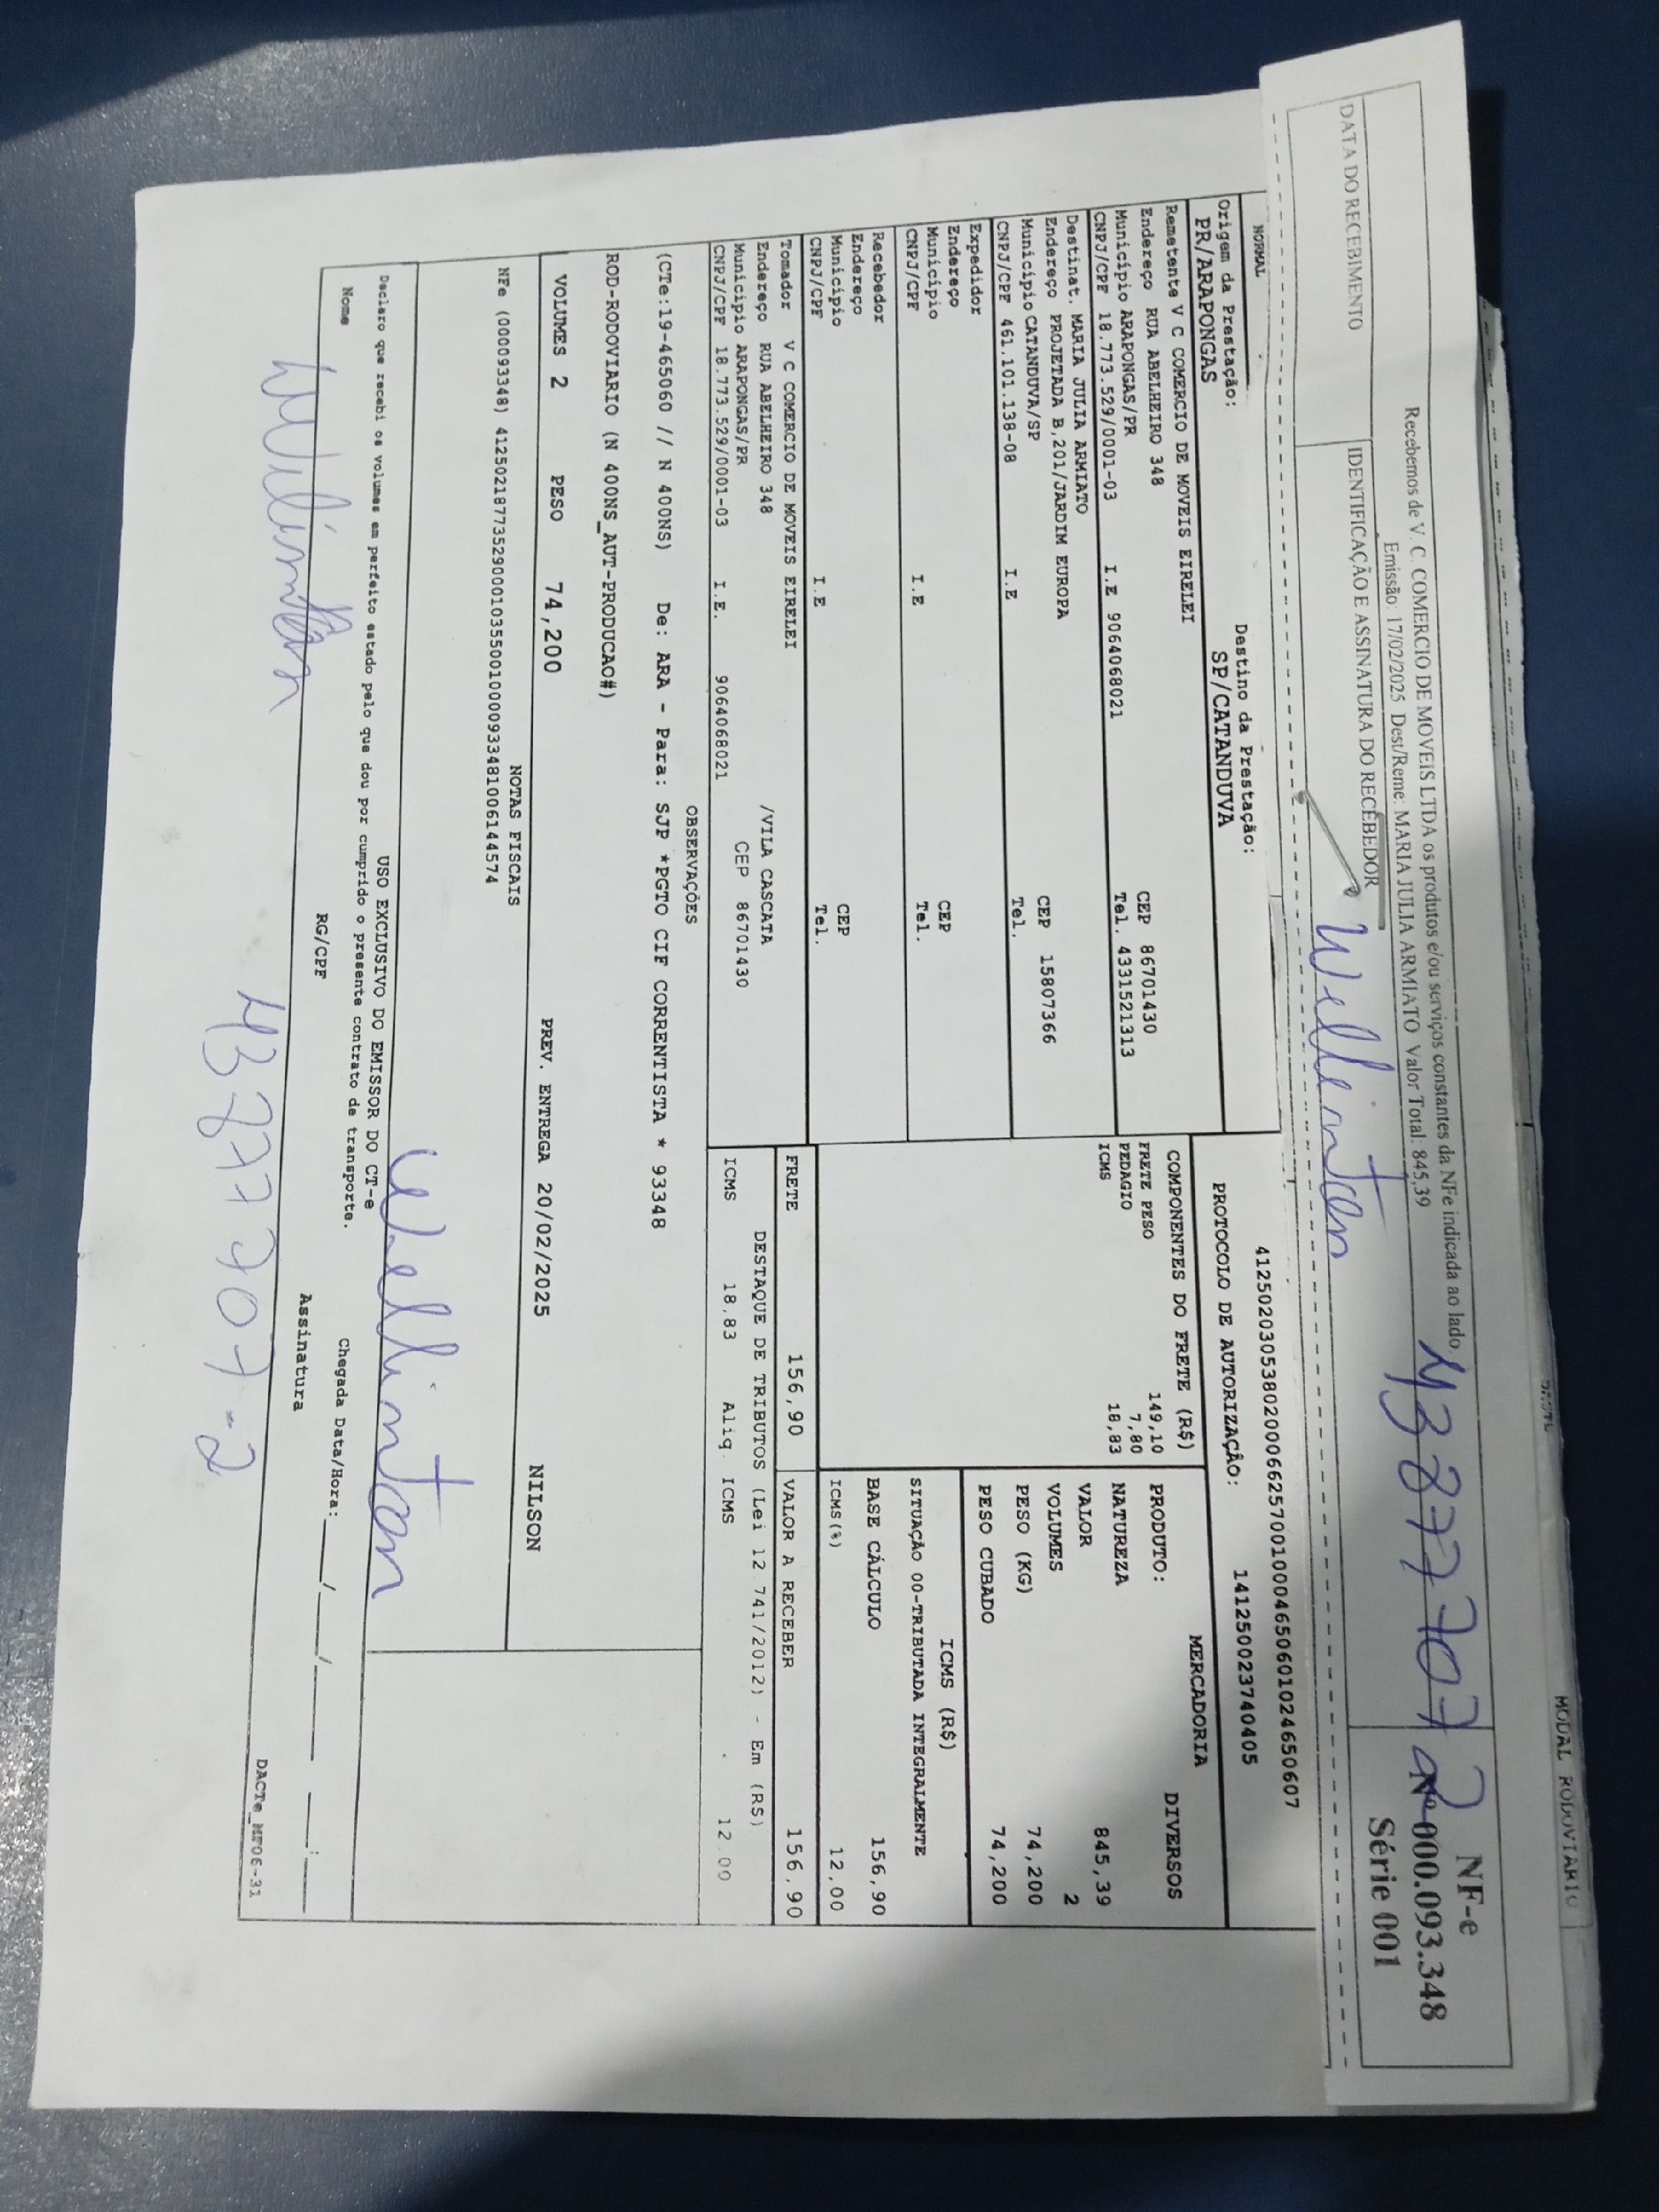 MODAL RODOVIÁRIO
Recebemos de V. C. COMERCIO DE MOVEIS LTDA os produtos e/ou serviços constantes da NFe indicada ao lado.
Emissão: 17/02/2025 Dest/Reme: MARIA JULIA ARMIATO Valor Total: 845,39
DATA DO RECEBIMENTO
IDENTIFICAÇÃO E ASSINATURA DO RECEBEDOR
Wellinton
43 277 707 2
NF-e
Nº 000.093.348
Série 001
NORMAL
41250203053802000662570010004650601024650607
Origem da Prestação:
PR/ARAPONGAS
Destino da Prestação:
SP/CATANDUVA
PROTOCOLO DE AUTORIZAÇÃO: 141250023740405
Remetente V C COMERCIO DE MOVEIS EIRELEI
Endereço RUA ABELHEIRO 348 CEP 86701430
Município ARAPONGAS/PR Tel. 4331521313
CNPJ/CPF 18.773.529/0001-03 I.E 9064068021
Destinat. MARIA JULIA ARMIATO
Endereço PROJETADA B,201/JARDIM EUROPA
Município CATANDUVA/SP CEP 15807366
CNPJ/CPF 461.101.138-08 I.E Tel.
Expedidor
Endereço
Município CEP
CNPJ/CPF I.E Tel.
Recebedor
Endereço
Município CEP
CNPJ/CPF I.E Tel.
Tomador V C COMERCIO DE MOVEIS EIRELEI
Endereço RUA ABELHEIRO 348 /VILA CASCATA
Município ARAPONGAS/PR CEP 86701430
CNPJ/CPF 18.773.529/0001-03 I.E. 9064068021
COMPONENTES DO FRETE (R$)
FRETE PESO 149,10
PEDAGIO 7,80
ICMS 18,83
MERCADORIA
PRODUTO: DIVERSOS
NATUREZA
VALOR 845,39
VOLUMES 2
PESO (KG) 74,200
PESO CUBADO 74,200
ICMS (R$)
SITUAÇÃO 00-TRIBUTADA INTEGRALMENTE
BASE CÁLCULO 156,90
ICMS(%) 12,00
FRETE 156,90 VALOR A RECEBER 156,90
DESTAQUE DE TRIBUTOS (Lei 12 741/2012) - Em (R$)
ICMS 18,83 Aliq. ICMS 12.00
OBSERVAÇÕES
(CTe:19-465060 // N 400NS) De: ARA - Para: SJP *PGTO CIF CORRENTISTA * 93348
ROD-RODOVIARIO (N 400NS_AUT-PRODUCAO#)
VOLUMES 2 PESO 74,200 PREV. ENTREGA 20/02/2025 NILSON
NOTAS FISCAIS
NFe (000093348) 41250218773529000103550010000933481006144574
USO EXCLUSIVO DO EMISSOR DO CT-e
Wellinton
Declaro que recebi os volumes em perfeito estado pelo que dou por cumprido o presente contrato de transporte.
Nome RG/CPF Assinatura Chegada Data/Hora: ___/___/_____ ___:___
43 277 707-2
DACTe_MF06-31